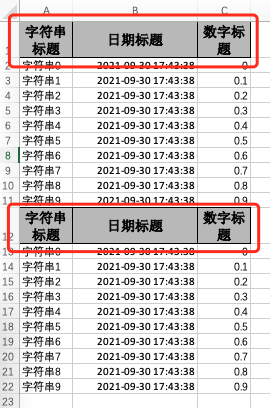 A B C
1 字符串标题 日期标题 数字标题
2 字符串0 2021-09-30 17:43:38 0
3 字符串1 2021-09-30 17:43:38 0.1
4 字符串2 2021-09-30 17:43:38 0.2
5 字符串3 2021-09-30 17:43:38 0.3
6 字符串4 2021-09-30 17:43:38 0.4
7 字符串5 2021-09-30 17:43:38 0.5
8 字符串6 2021-09-30 17:43:38 0.6
9 字符串7 2021-09-30 17:43:38 0.7
10 字符串8 2021-09-30 17:43:38 0.8
11 字符串9 2021-09-30 17:43:38 0.9
12 字符串标题 日期标题 数字标题
13 字符串0 2021-09-30 17:43:38 0
14 字符串1 2021-09-30 17:43:38 0.1
15 字符串2 2021-09-30 17:43:38 0.2
16 字符串3 2021-09-30 17:43:38 0.3
17 字符串4 2021-09-30 17:43:38 0.4
18 字符串5 2021-09-30 17:43:38 0.5
19 字符串6 2021-09-30 17:43:38 0.6
20 字符串7 2021-09-30 17:43:38 0.7
21 字符串8 2021-09-30 17:43:38 0.8
22 字符串9 2021-09-30 17:43:38 0.9
23